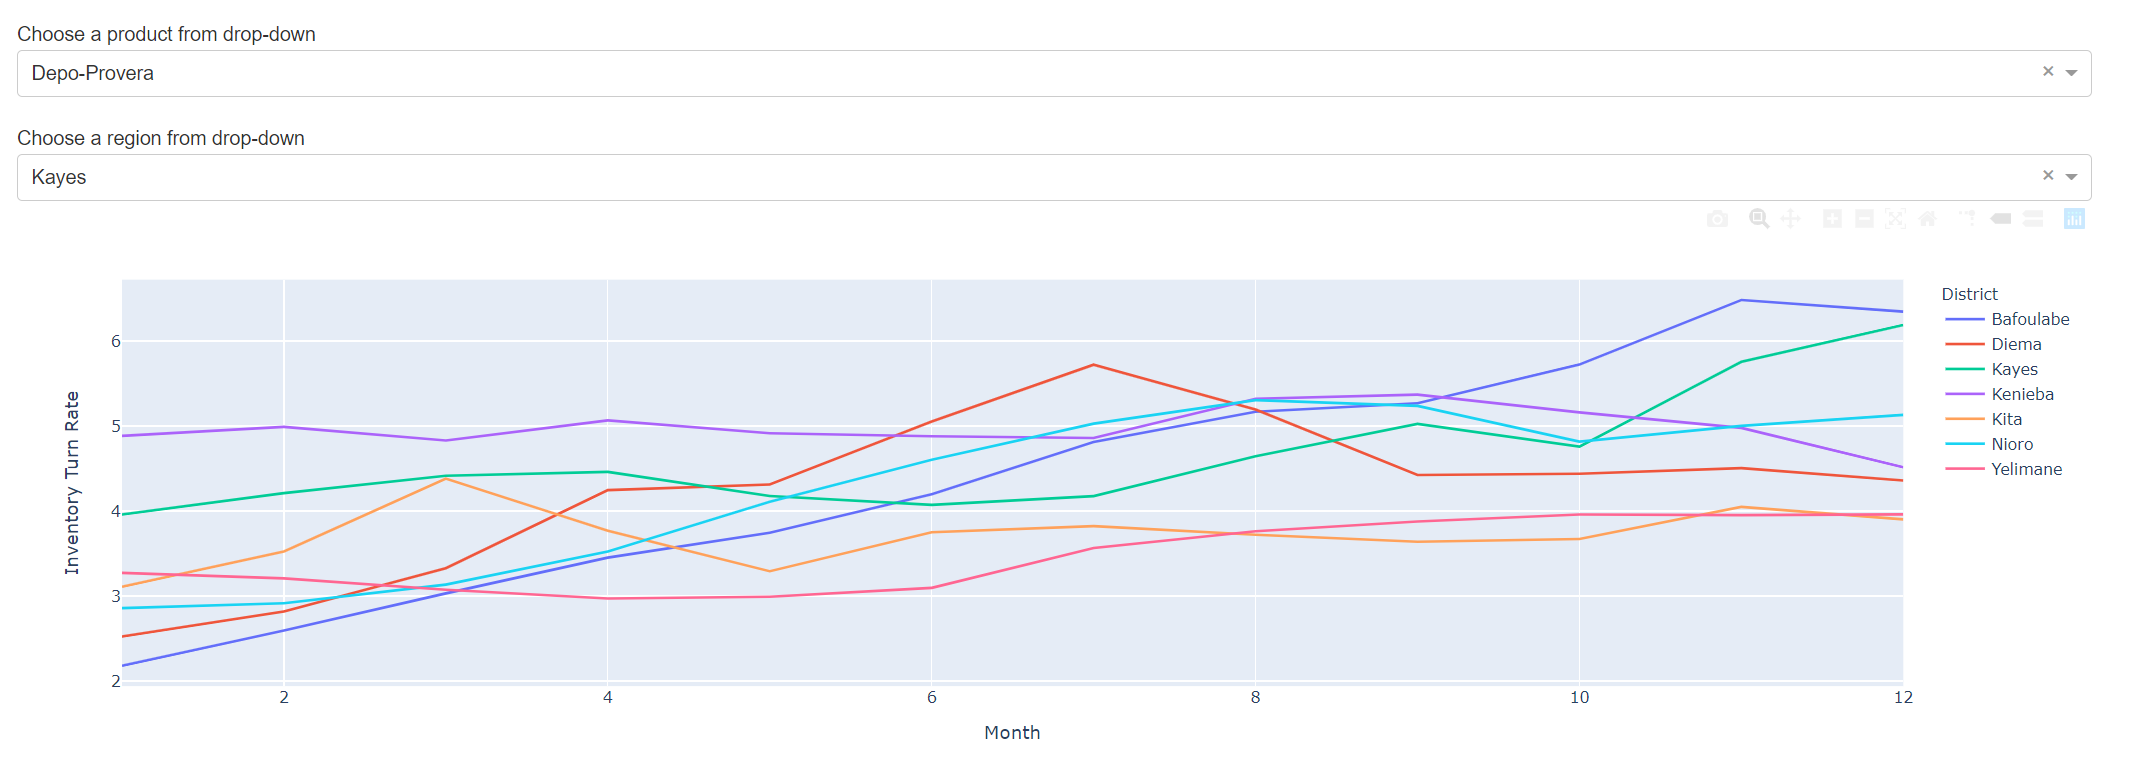 Choose a product from drop-down
Depo-Provera
Choose a region from drop-down
Kayes
District
Bafoulabe
Diema
Kayes
Kenieba
Kita
Nioro
Yelimane
Inventory Turn Rate
6
5
4
3
2
2 4 6 8 10 12
Month